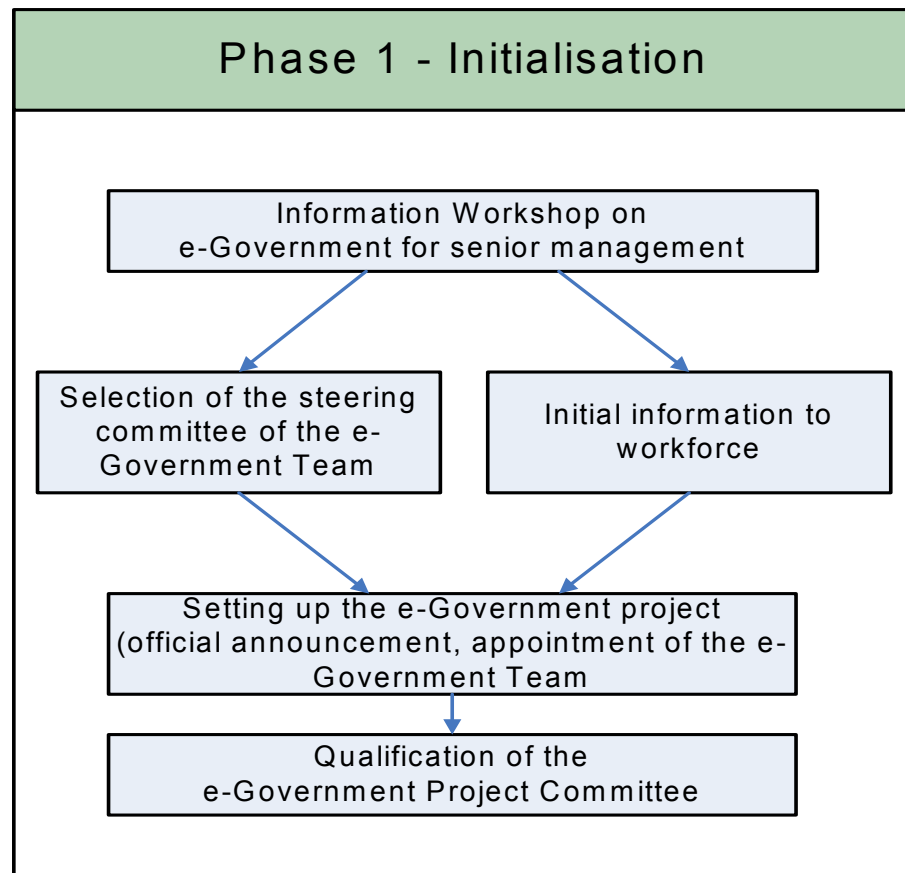 Phase 1 - Initialisation
Information Workshop on
e-Government for senior management
Selection of the steering
committee of the e-
Government Team
Initial information to
workforce
Setting up the e-Government project
(official announcement, appointment of the e-
Government Team
Qualification of the
e-Government Project Committee